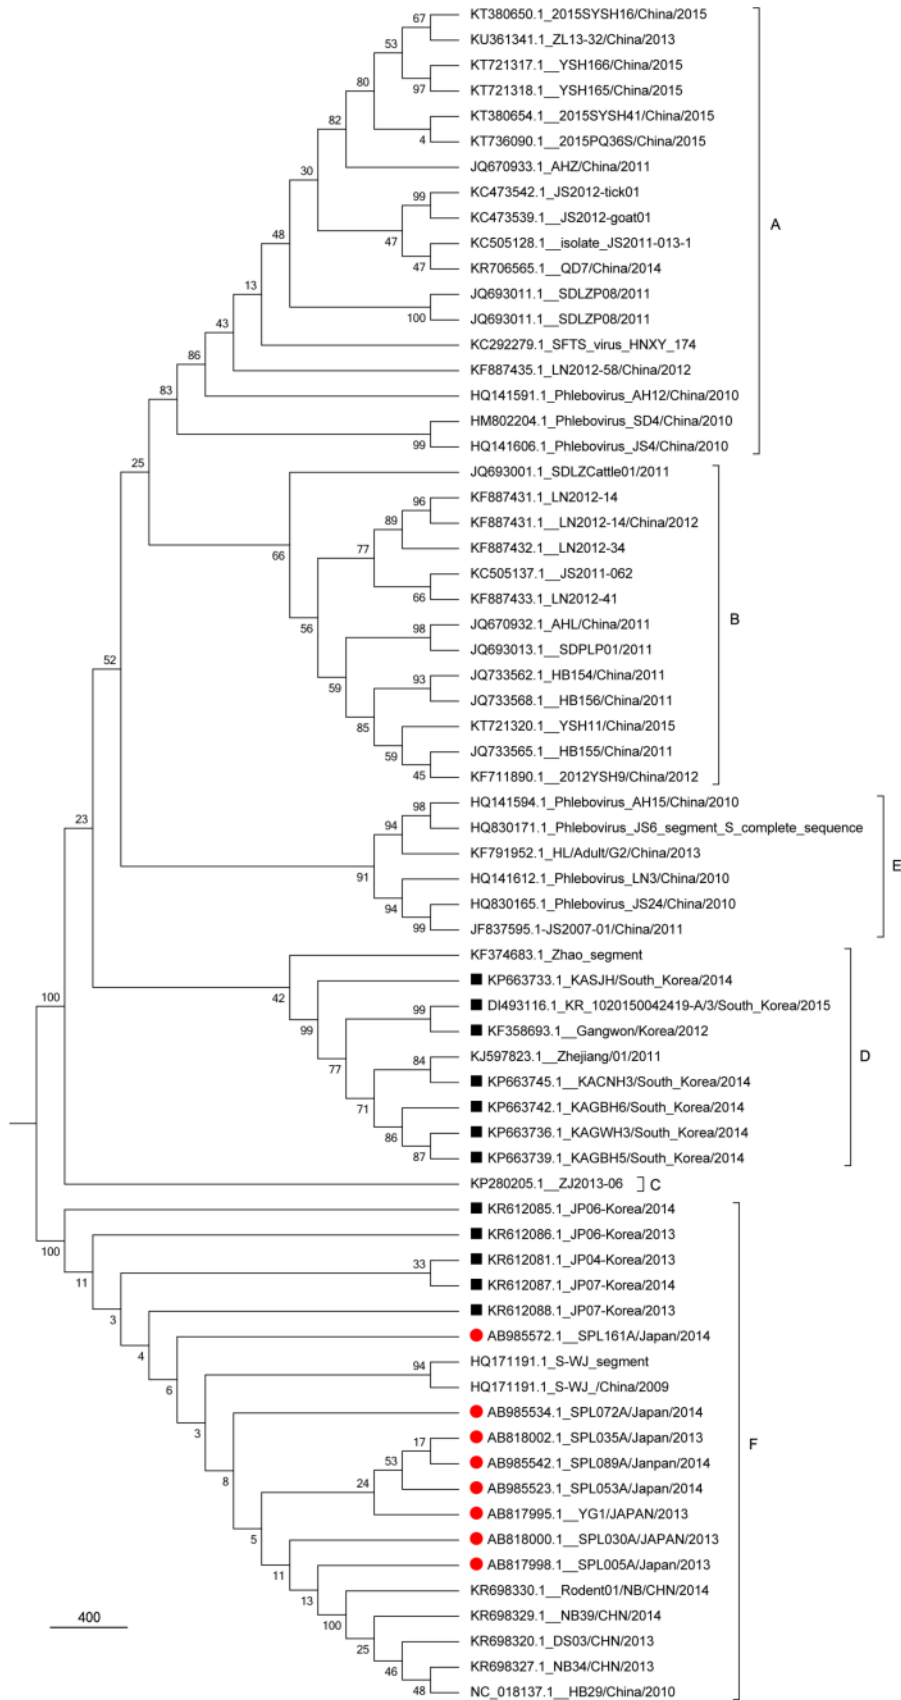 KT380650.1_2015SYSH16/China/2015
67
KU361341.1_ZL13-32/China/2013
53
KT721317.1__YSH166/China/2015
80
97
KT721318.1__YSH165/China/2015
KT380654.1__2015SYSH41/China/2015
82
4
KT736090.1__2015PQ36S/China/2015
JQ670933.1_AHZ/China/2011
30
KC473542.1_JS2012-tick01
99
KC473539.1__JS2012-goat01
A
48
47
KC505128.1__isolate_JS2011-013-1
47
KR706565.1__QD7/China/2014
13
JQ693011.1__SDLZP08/2011
100
JQ693011.1__SDLZP08/2011
43
KC292279.1_SFTS_virus_HNXY_174
86
KF887435.1_LN2012-58/China/2012
83
HQ141591.1_Phlebovirus_AH12/China/2010
HM802204.1_Phlebovirus_SD4/China/2010
99
HQ141606.1_Phlebovirus_JS4/China/2010
25
JQ693001.1_SDLZCattle01/2011
KF887431.1_LN2012-14
96
89
KF887431.1__LN2012-14/China/2012
77
KF887432.1__LN2012-34
66
KC505137.1__JS2011-062
66
KF887433.1_LN2012-41
56
JQ670932.1_AHL/China/2011
B
98
JQ693013.1__SDPLP01/2011
52
JQ733562.1_HB154/China/2011
93
59
JQ733568.1__HB156/China/2011
KT721320.1__YSH11/China/2015
85
JQ733565.1__HB155/China/2011
59
45
KF711890.1__2012YSH9/China/2012
HQ141594.1_Phlebovirus_AH15/China/2010
98
23
94
HQ830171.1_Phlebovirus_JS6_segment_S_complete_sequence
KF791952.1_HL/Adult/G2/China/2013
E
91
HQ141612.1_Phlebovirus_LN3/China/2010
94
HQ830165.1_Phlebovirus_JS24/China/2010
99
JF837595.1-JS2007-01/China/2011
KF374683.1_Zhao_segment
KP663733.1_KASJH/South_Korea/2014
42
100
99
DI493116.1_KR_1020150042419-A/3/South_Korea/2015
99
KF358693.1__Gangwon/Korea/2012
77
KJ597823.1__Zhejiang/01/2011
D
84
KP663745.1__KACNH3/South_Korea/2014
71
KP663742.1_KAGBH6/South_Korea/2014
86
KP663736.1_KAGWH3/South_Korea/2014
87
KP663739.1_KAGBH5/South_Korea/2014
KP280205.1__ZJ2013-06
C
KR612085.1_JP06-Korea/2014
100
KR612086.1_JP06-Korea/2013
11
KR612081.1_JP04-Korea/2013
33
KR612087.1_JP07-Korea/2014
3
KR612088.1_JP07-Korea/2013
4
AB985572.1__SPL161A/Japan/2014
6
HQ171191.1_S-WJ_segment
94
HQ171191.1_S-WJ_/China/2009
3
AB985534.1_SPL072A/Japan/2014
AB818002.1_SPL035A/Japan/2013
F
17
53
AB985542.1_SPL089A/Janpan/2014
8
24
AB985523.1_SPL053A/Japan/2014
AB817995.1__YG1/JAPAN/2013
5
AB818000.1__SPL030A/JAPAN/2013
11
AB817998.1__SPL005A/Japan/2013
13
KR698330.1__Rodent01/NB/CHN/2014
100
KR698329.1__NB39/CHN/2014
400
25
KR698320.1_DS03/CHN/2013
46
KR698327.1_NB34/CHN/2013
48
NC_018137.1__HB29/China/2010